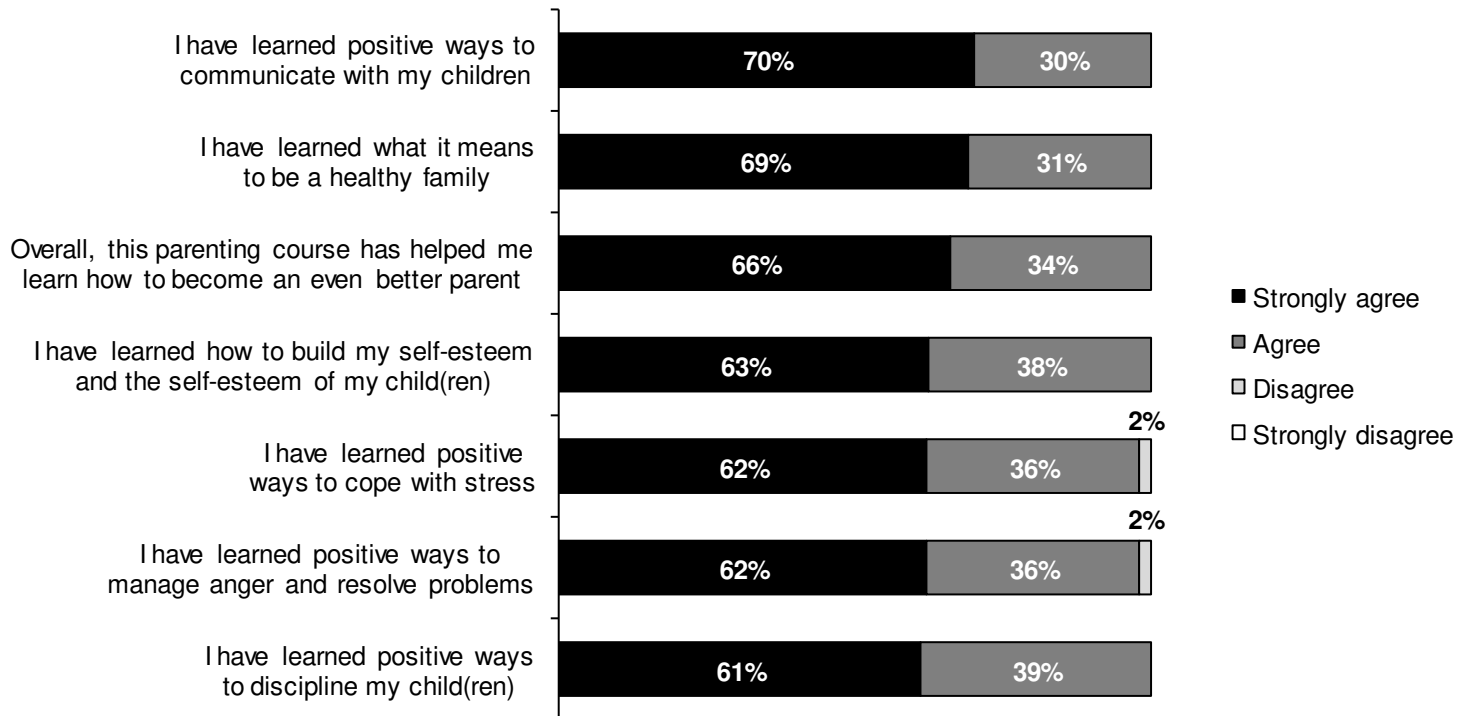 I have learned positive ways to
communicate with my children
70%
30%
I have learned what it means
to be a healthy family
69%
31%
Overall, this parenting course has helped me
learn how to become an even better parent
66%
34%
I have learned how to build my self-esteem
and the self-esteem of my child(ren)
63%
38%
I have learned positive
ways to cope with stress
62%
36%
2%
I have learned positive ways to
manage anger and resolve problems
62%
36%
2%
I have learned positive ways
to discipline my child(ren)
61%
39%
Strongly agree
Agree
Disagree
Strongly disagree